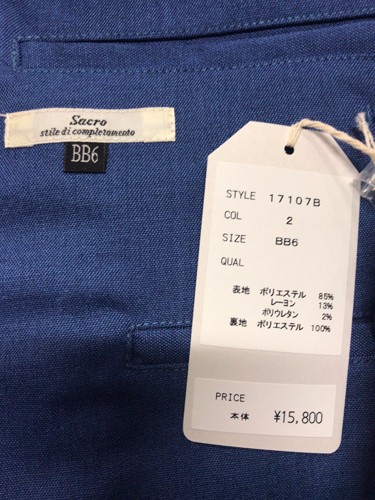 Sacro
stile di completamento
BB6
STYLE 17107B
COL 2
SIZE BB6
QUAL
表地 ポリエステル 85%
レーヨン 13%
ポリウレタン 2%
裏地 ポリエステル 100%
PRICE
本体 ¥15,800